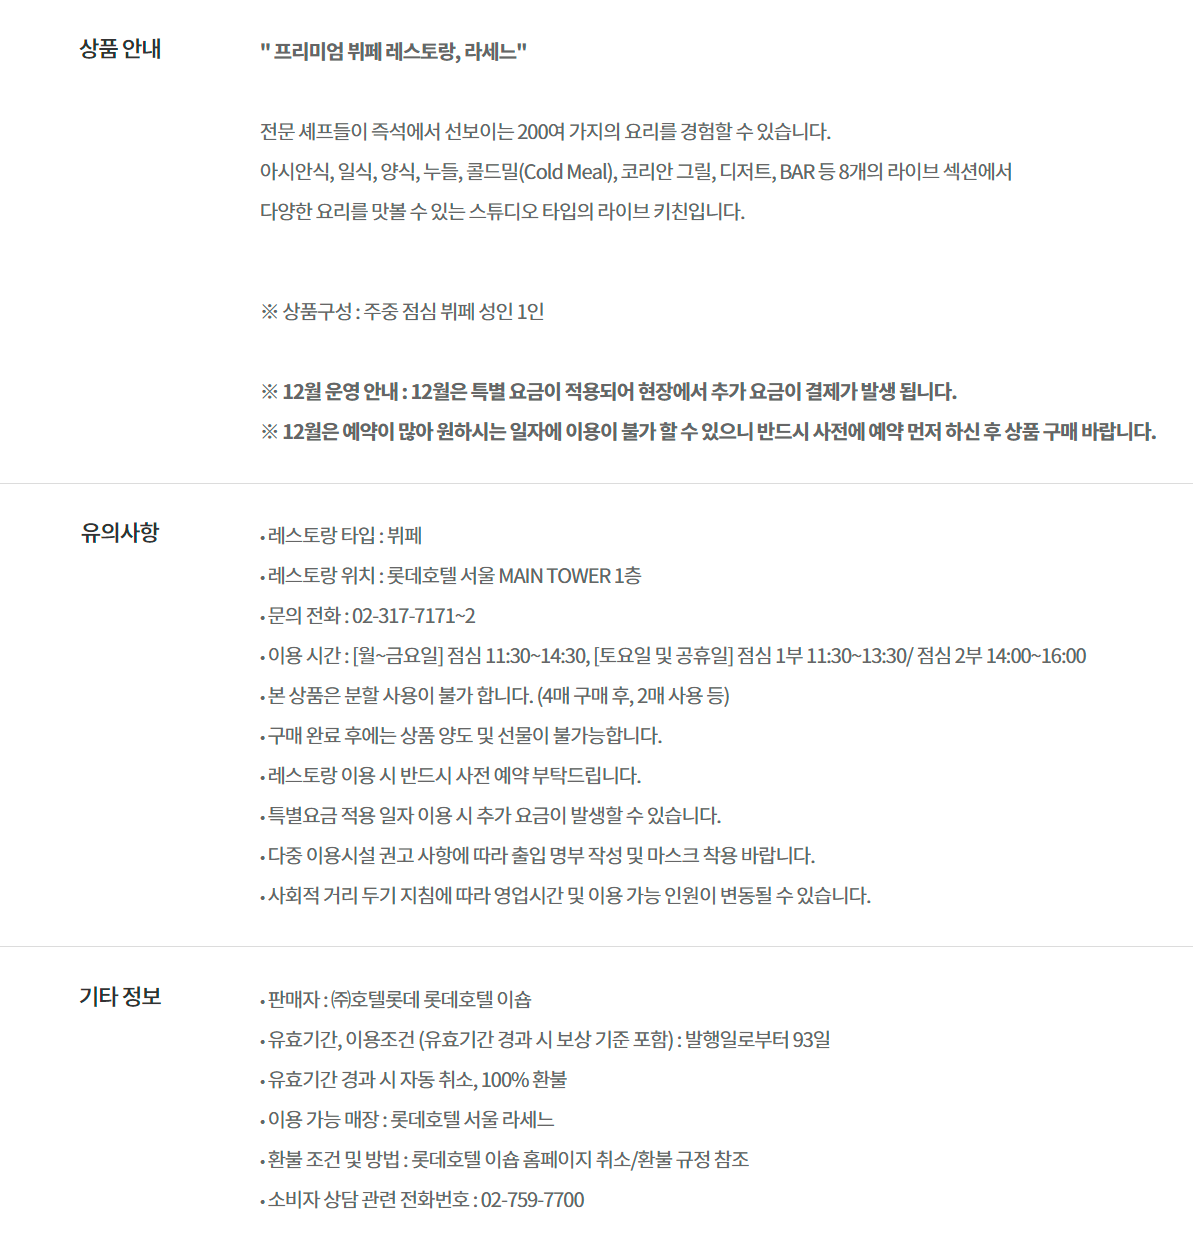 상품 안내
" 프리미엄 뷔페 레스토랑, 라세느"
전문 셰프들이 즉석에서 선보이는 200여 가지의 요리를 경험할 수 있습니다.
아시안식, 일식, 양식, 누들, 콜드밀(Cold Meal), 코리안 그릴, 디저트, BAR 등 8개의 라이브 섹션에서
다양한 요리를 맛볼 수 있는 스튜디오 타입의 라이브 키친입니다.
※ 상품구성 : 주중 점심 뷔페 성인 1인
※ 12월 운영 안내 : 12월은 특별 요금이 적용되어 현장에서 추가 요금이 결제가 발생 됩니다.
※ 12월은 예약이 많아 원하시는 일자에 이용이 불가 할 수 있으니 반드시 사전에 예약 먼저 하신 후 상품 구매 바랍니다.
유의사항
• 레스토랑 타입 : 뷔페
• 레스토랑 위치 : 롯데호텔 서울 MAIN TOWER 1층
• 문의 전화 : 02-317-7171~2
• 이용 시간 : [월~금요일] 점심 11:30~14:30, [토요일 및 공휴일] 점심 1부 11:30~13:30/ 점심 2부 14:00~16:00
• 본 상품은 분할 사용이 불가 합니다. (4매 구매 후, 2매 사용 등)
• 구매 완료 후에는 상품 양도 및 선물이 불가능합니다.
• 레스토랑 이용 시 반드시 사전 예약 부탁드립니다.
• 특별요금 적용 일자 이용 시 추가 요금이 발생할 수 있습니다.
• 다중 이용시설 권고 사항에 따라 출입 명부 작성 및 마스크 착용 바랍니다.
• 사회적 거리 두기 지침에 따라 영업시간 및 이용 가능 인원이 변동될 수 있습니다.
기타 정보
• 판매자 : ㈜호텔롯데 롯데호텔 이숍
• 유효기간, 이용조건 (유효기간 경과 시 보상 기준 포함) : 발행일로부터 93일
• 유효기간 경과 시 자동 취소, 100% 환불
• 이용 가능 매장 : 롯데호텔 서울 라세느
• 환불 조건 및 방법 : 롯데호텔 이숍 홈페이지 취소/환불 규정 참조
• 소비자 상담 관련 전화번호 : 02-759-7700